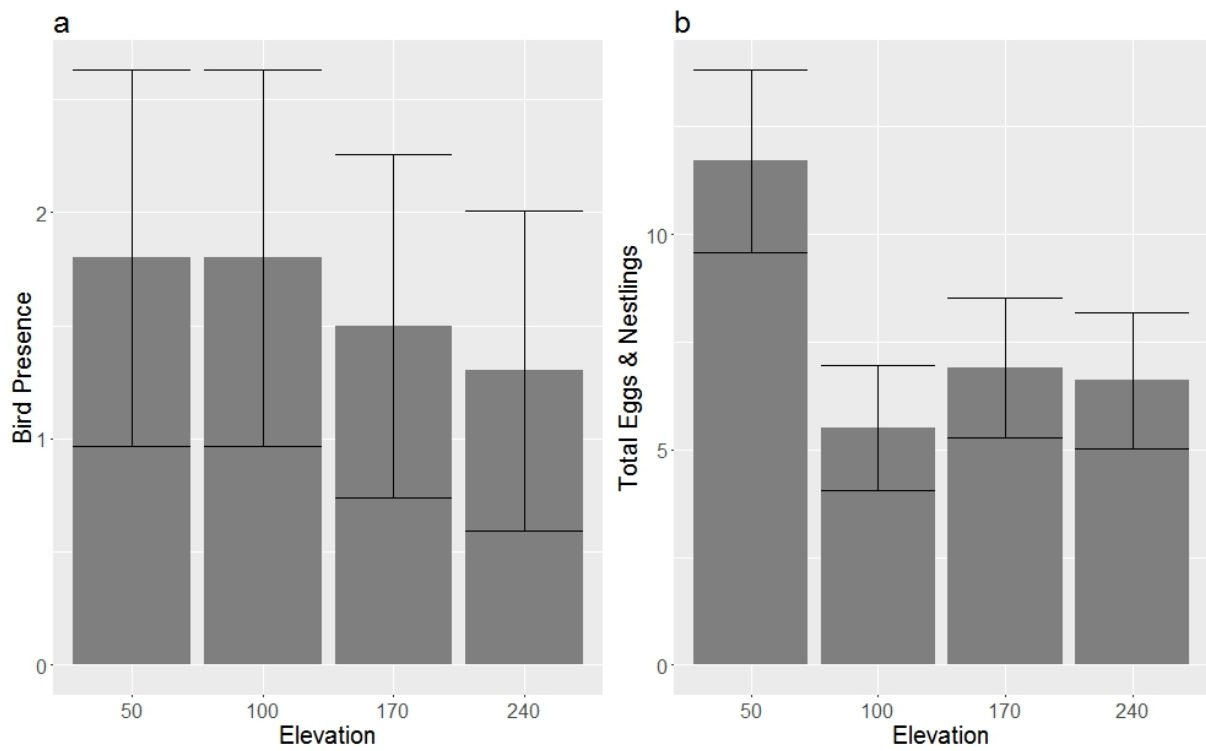 a
Bird Presence
2
1
0
50 100 170 240
Elevation
b
Total Eggs & Nestlings
10
5
0
50 100 170 240
Elevation